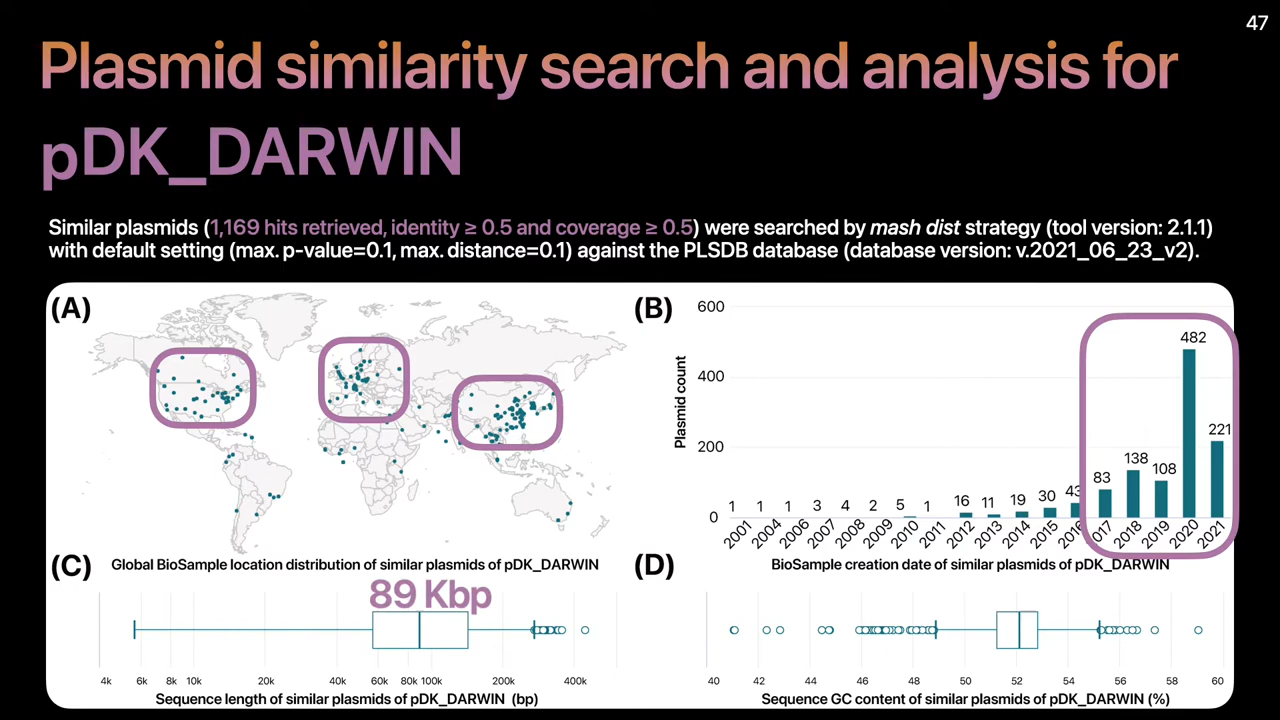 47
Plasmid similarity search and analysis for
pDK_DARWIN
Similar plasmids (1,169 hits retrieved, identity ≥ 0.5 and coverage ≥ 0.5) were searched by mash dist strategy (tool version: 2.1.1)
with default setting (max. p-value=0.1, max. distance=0.1) against the PLSDB database (database version: v.2021_06_23_v2).
(A)
Global BioSample location distribution of similar plasmids of pDK_DARWIN
(B)
Plasmid count
600
400
200
0
1 1 1 3 4 2 5 1 16 11 19 30 43 83 138 108 482 221
2001 2004 2006 2007 2008 2009 2010 2011 2012 2013 2014 2015 2016 017 2018 2019 2020 2021
BioSample creation date of similar plasmids of pDK_DARWIN
(C)
89 Kbp
4k 6k 8k 10k 20k 40k 60k 80k 100k 200k 400k
Sequence length of similar plasmids of pDK_DARWIN (bp)
(D)
40 42 44 46 48 50 52 54 56 58 60
Sequence GC content of similar plasmids of pDK_DARWIN (%)